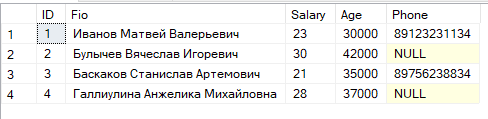 ID Fio Salary Age Phone
1 1 Иванов Матвей Валерьевич 23 30000 89123231134
2 2 Булычев Вячеслав Игоревич 30 42000 NULL
3 3 Баскаков Станислав Артемович 21 35000 89756238834
4 4 Галлиулина Анжелика Михайловна 28 37000 NULL